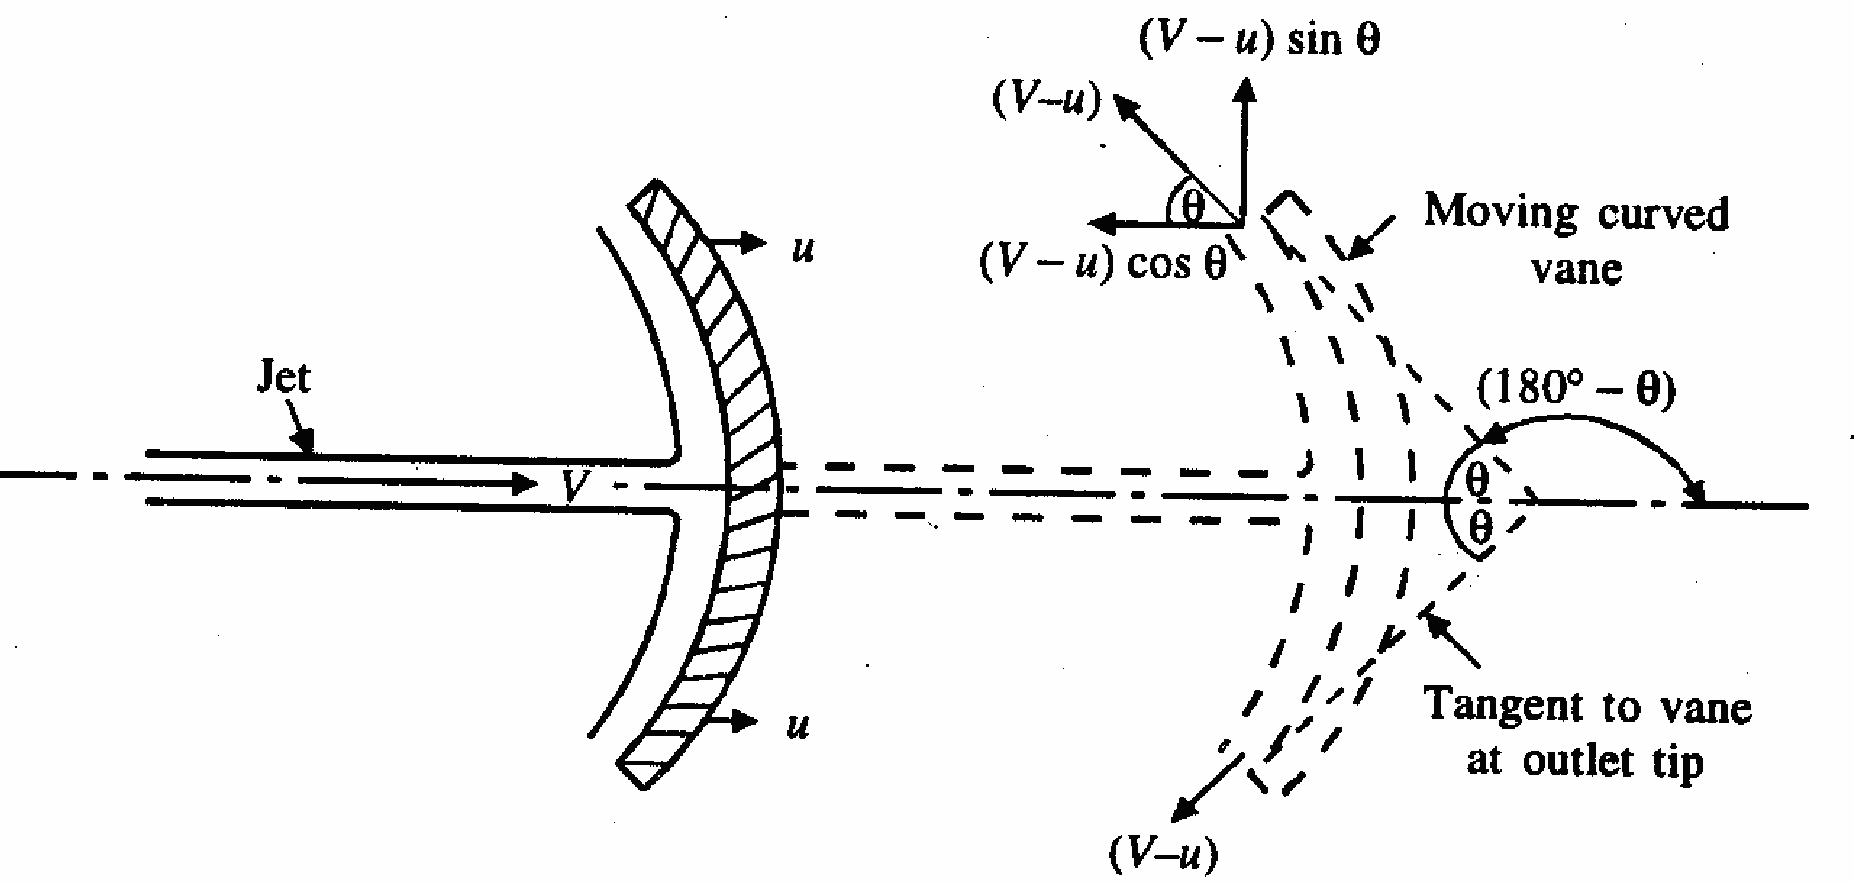 (V – u) sin θ
(V–u)
θ
(V – u) cos θ
Moving curved
vane
u
Jet
(180° – θ)
V
θ
θ
u
Tangent to vane
at outlet tip
(V–u)